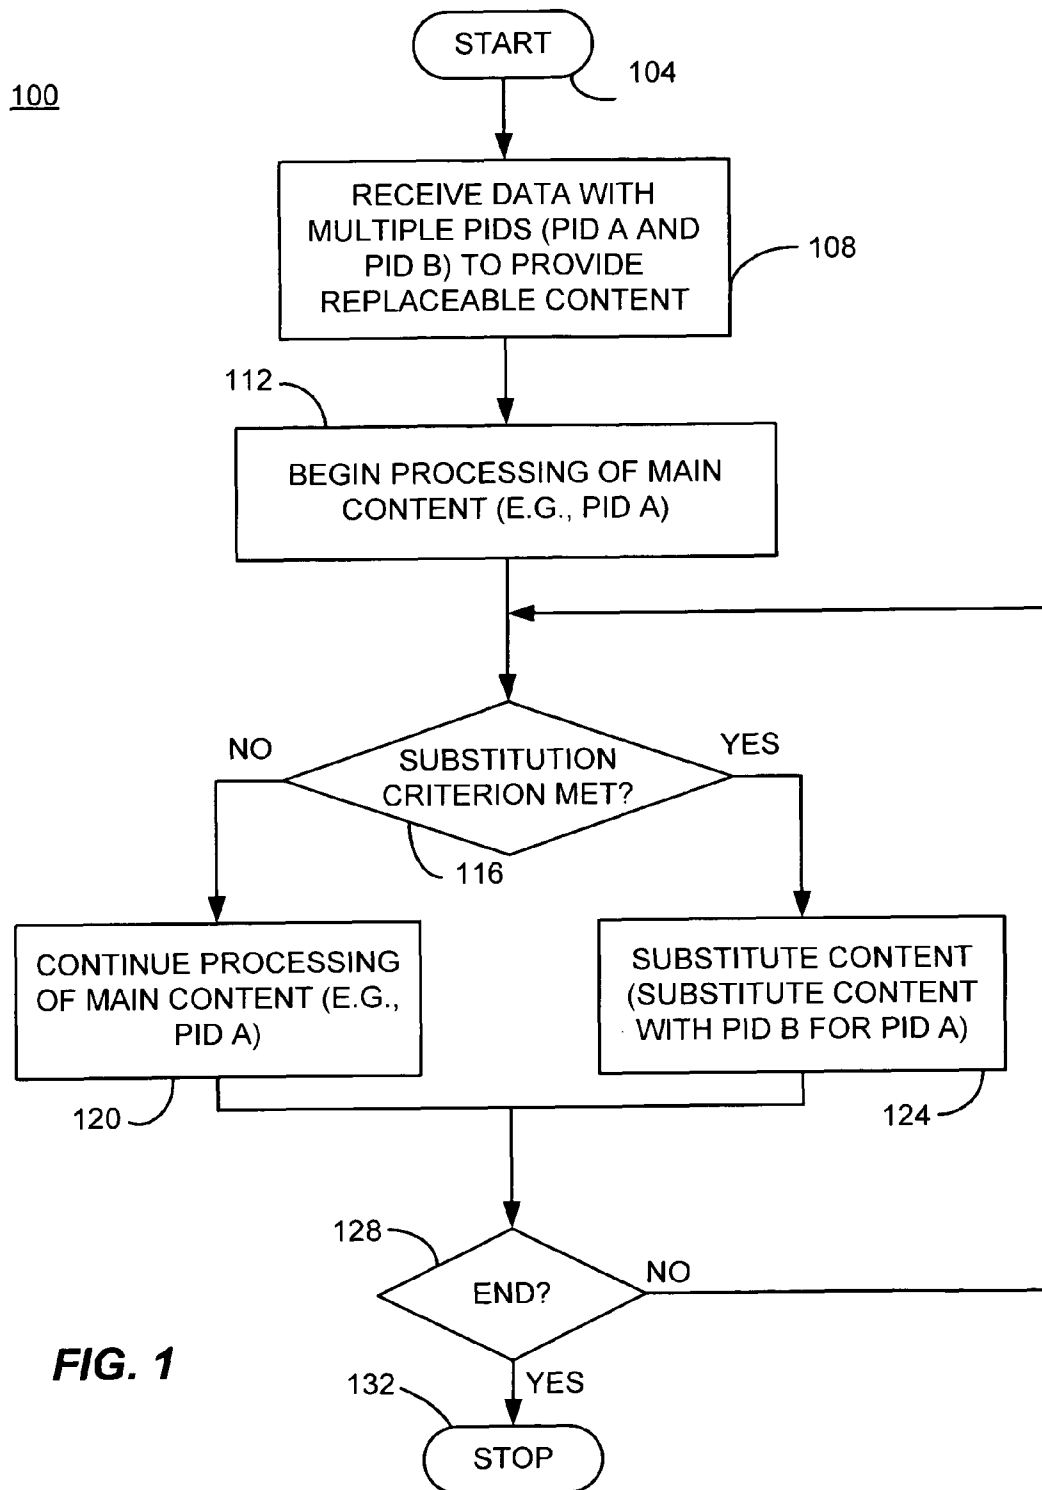 START
104
100
RECEIVE DATA WITH
MULTIPLE PIDS (PID A AND
PID B) TO PROVIDE
REPLACEABLE CONTENT
108
112
BEGIN PROCESSING OF MAIN
CONTENT (E.G., PID A)
NO
YES
SUBSTITUTION
CRITERION MET?
116
CONTINUE PROCESSING
OF MAIN CONTENT (E.G.,
PID A)
120
SUBSTITUTE CONTENT
(SUBSTITUTE CONTENT
WITH PID B FOR PID A)
124
128
END?
NO
FIG. 1
YES
132
STOP